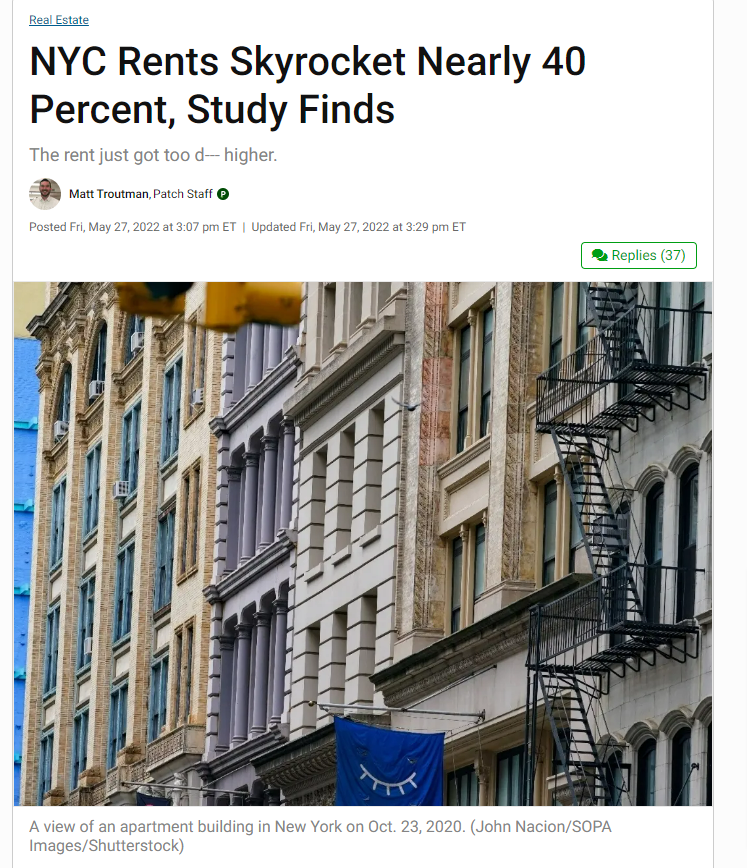 Real Estate
NYC Rents Skyrocket Nearly 40
Percent, Study Finds
The rent just got too d--- higher.
Matt Troutman, Patch Staff P
Posted Fri, May 27, 2022 at 3:07 pm ET | Updated Fri, May 27, 2022 at 3:29 pm ET
Replies (37)
A view of an apartment building in New York on Oct. 23, 2020. (John Nacion/SOPA
Images/Shutterstock)